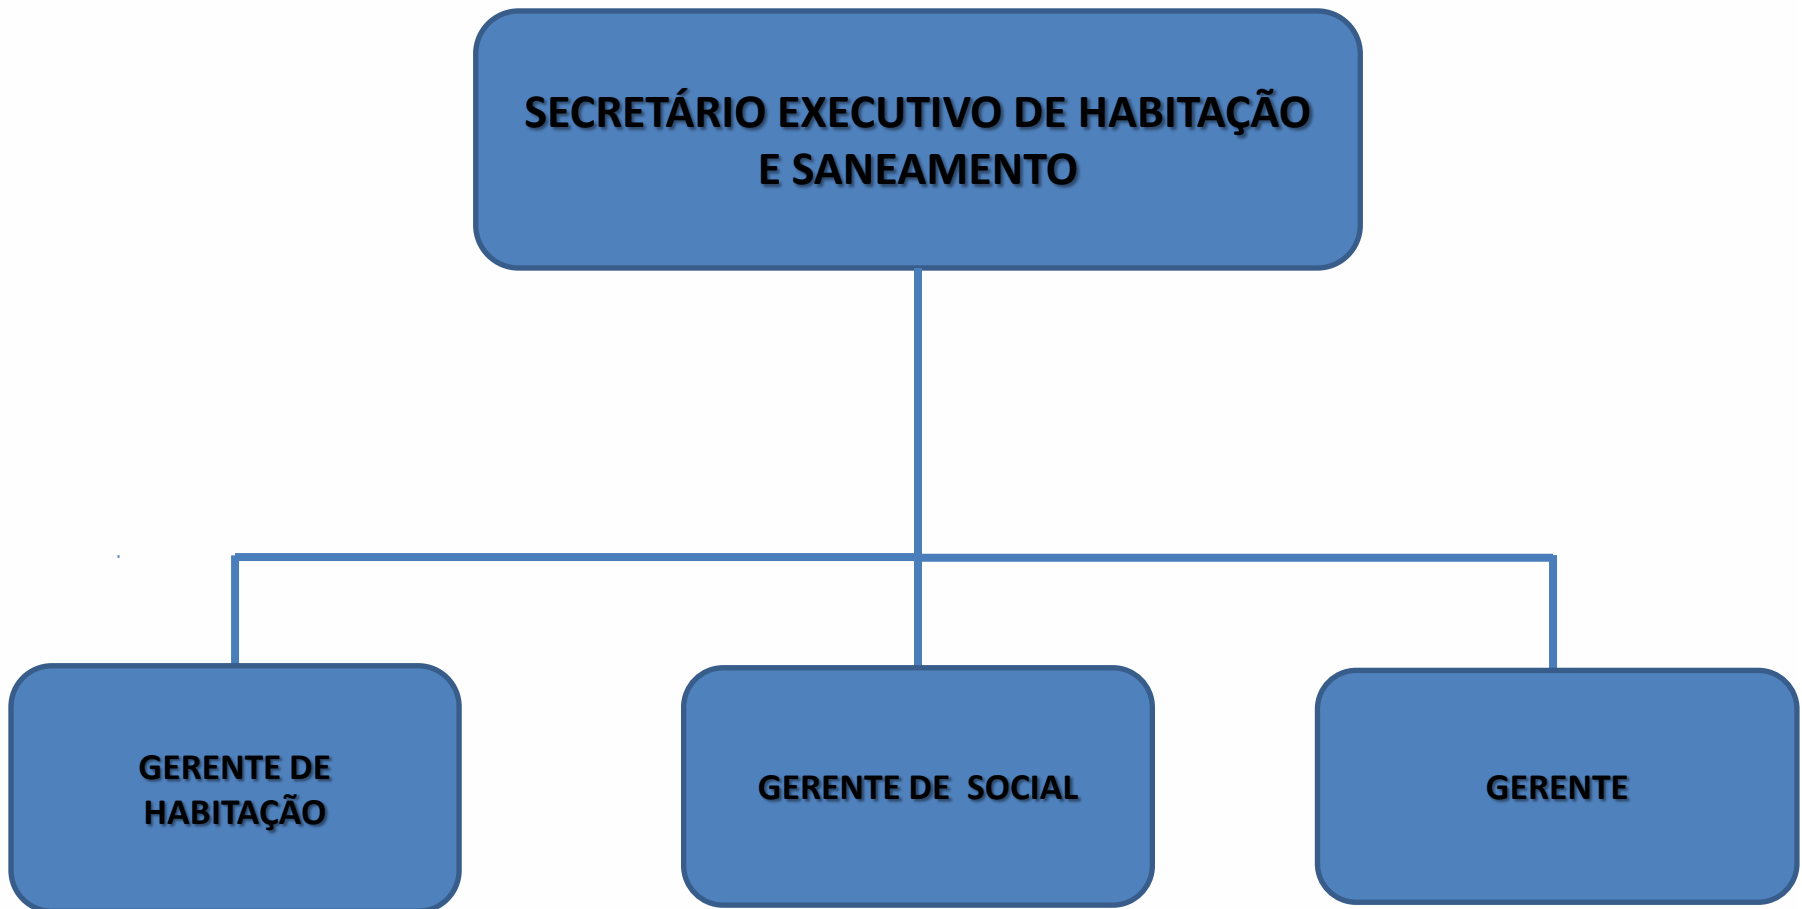 SECRETÁRIO EXECUTIVO DE HABITAÇÃO
E SANEAMENTO
GERENTE DE
HABITAÇÃO
GERENTE DE  SOCIAL
GERENTE